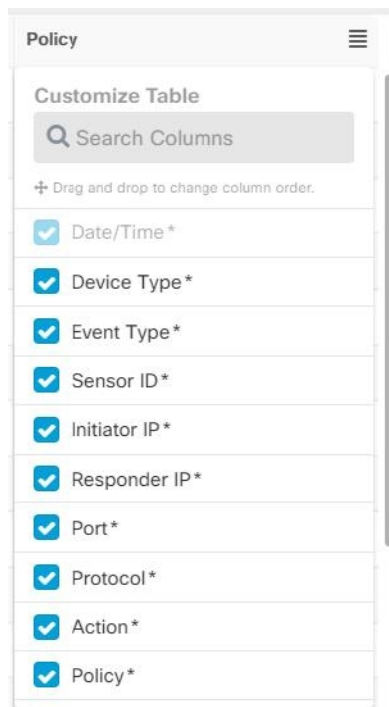 Policy
Customize Table
Search Columns
Drag and drop to change column order.
Date/Time*
Device Type*
Event Type*
Sensor ID*
Initiator IP*
Responder IP*
Port*
Protocol*
Action*
Policy*